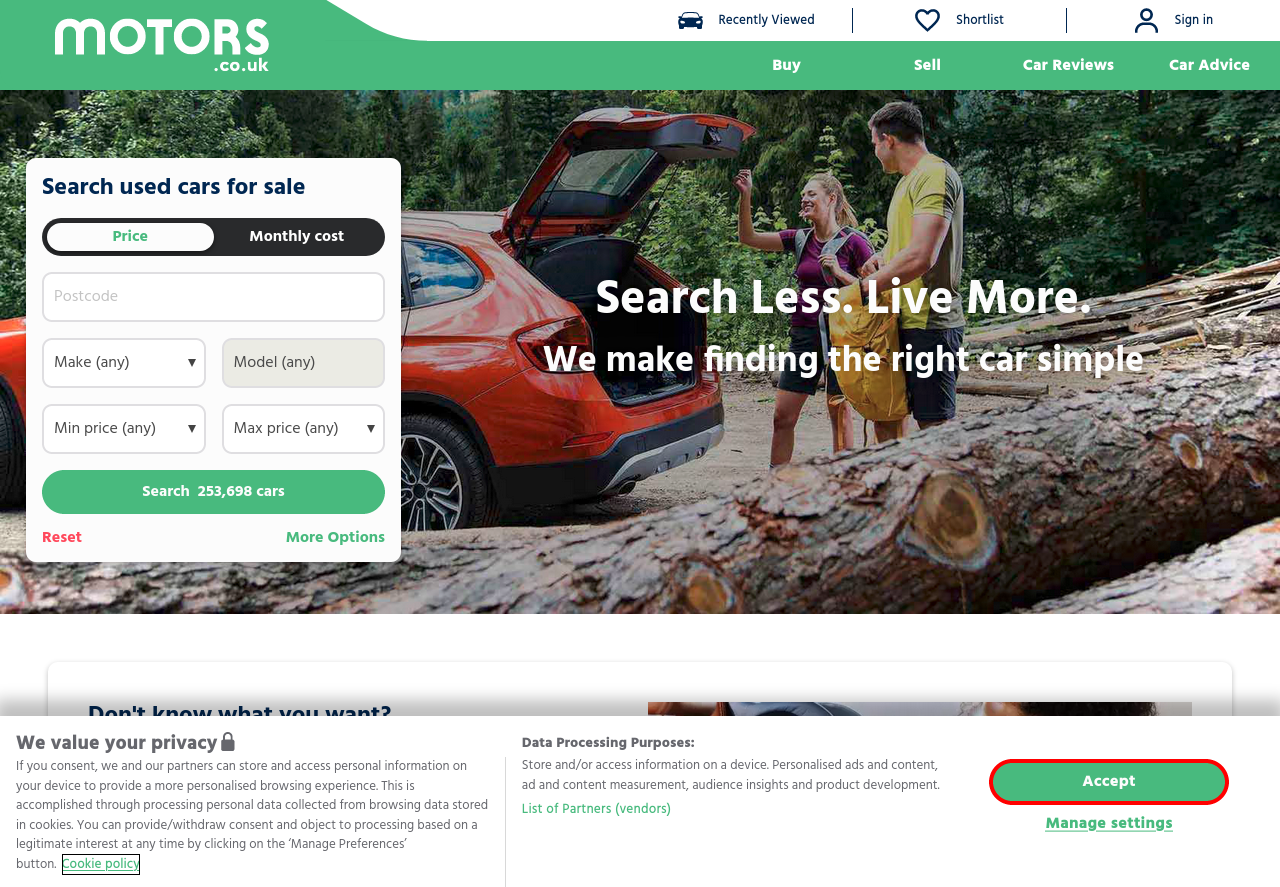 MOTORS
.co.uk
Recently Viewed
Shortlist
Sign in
Buy
Sell
Car Reviews
Car Advice
Search used cars for sale
Price
Monthly cost
Postcode
Make (any)
Model (any)
Min price (any)
Max price (any)
Search 253,698 cars
Reset
More Options
Search Less. Live More.
We make finding the right car simple
Don't know what you want?
We value your privacy
If you consent, we and our partners can store and access personal information on
your device to provide a more personalised browsing experience. This is
accomplished through processing personal data collected from browsing data stored
in cookies. You can provide/withdraw consent and object to processing based on a
legitimate interest at any time by clicking on the ‘Manage Preferences’
button. Cookie policy
Data Processing Purposes:
Store and/or access information on a device. Personalised ads and content,
ad and content measurement, audience insights and product development.
List of Partners (vendors)
Accept
Manage settings